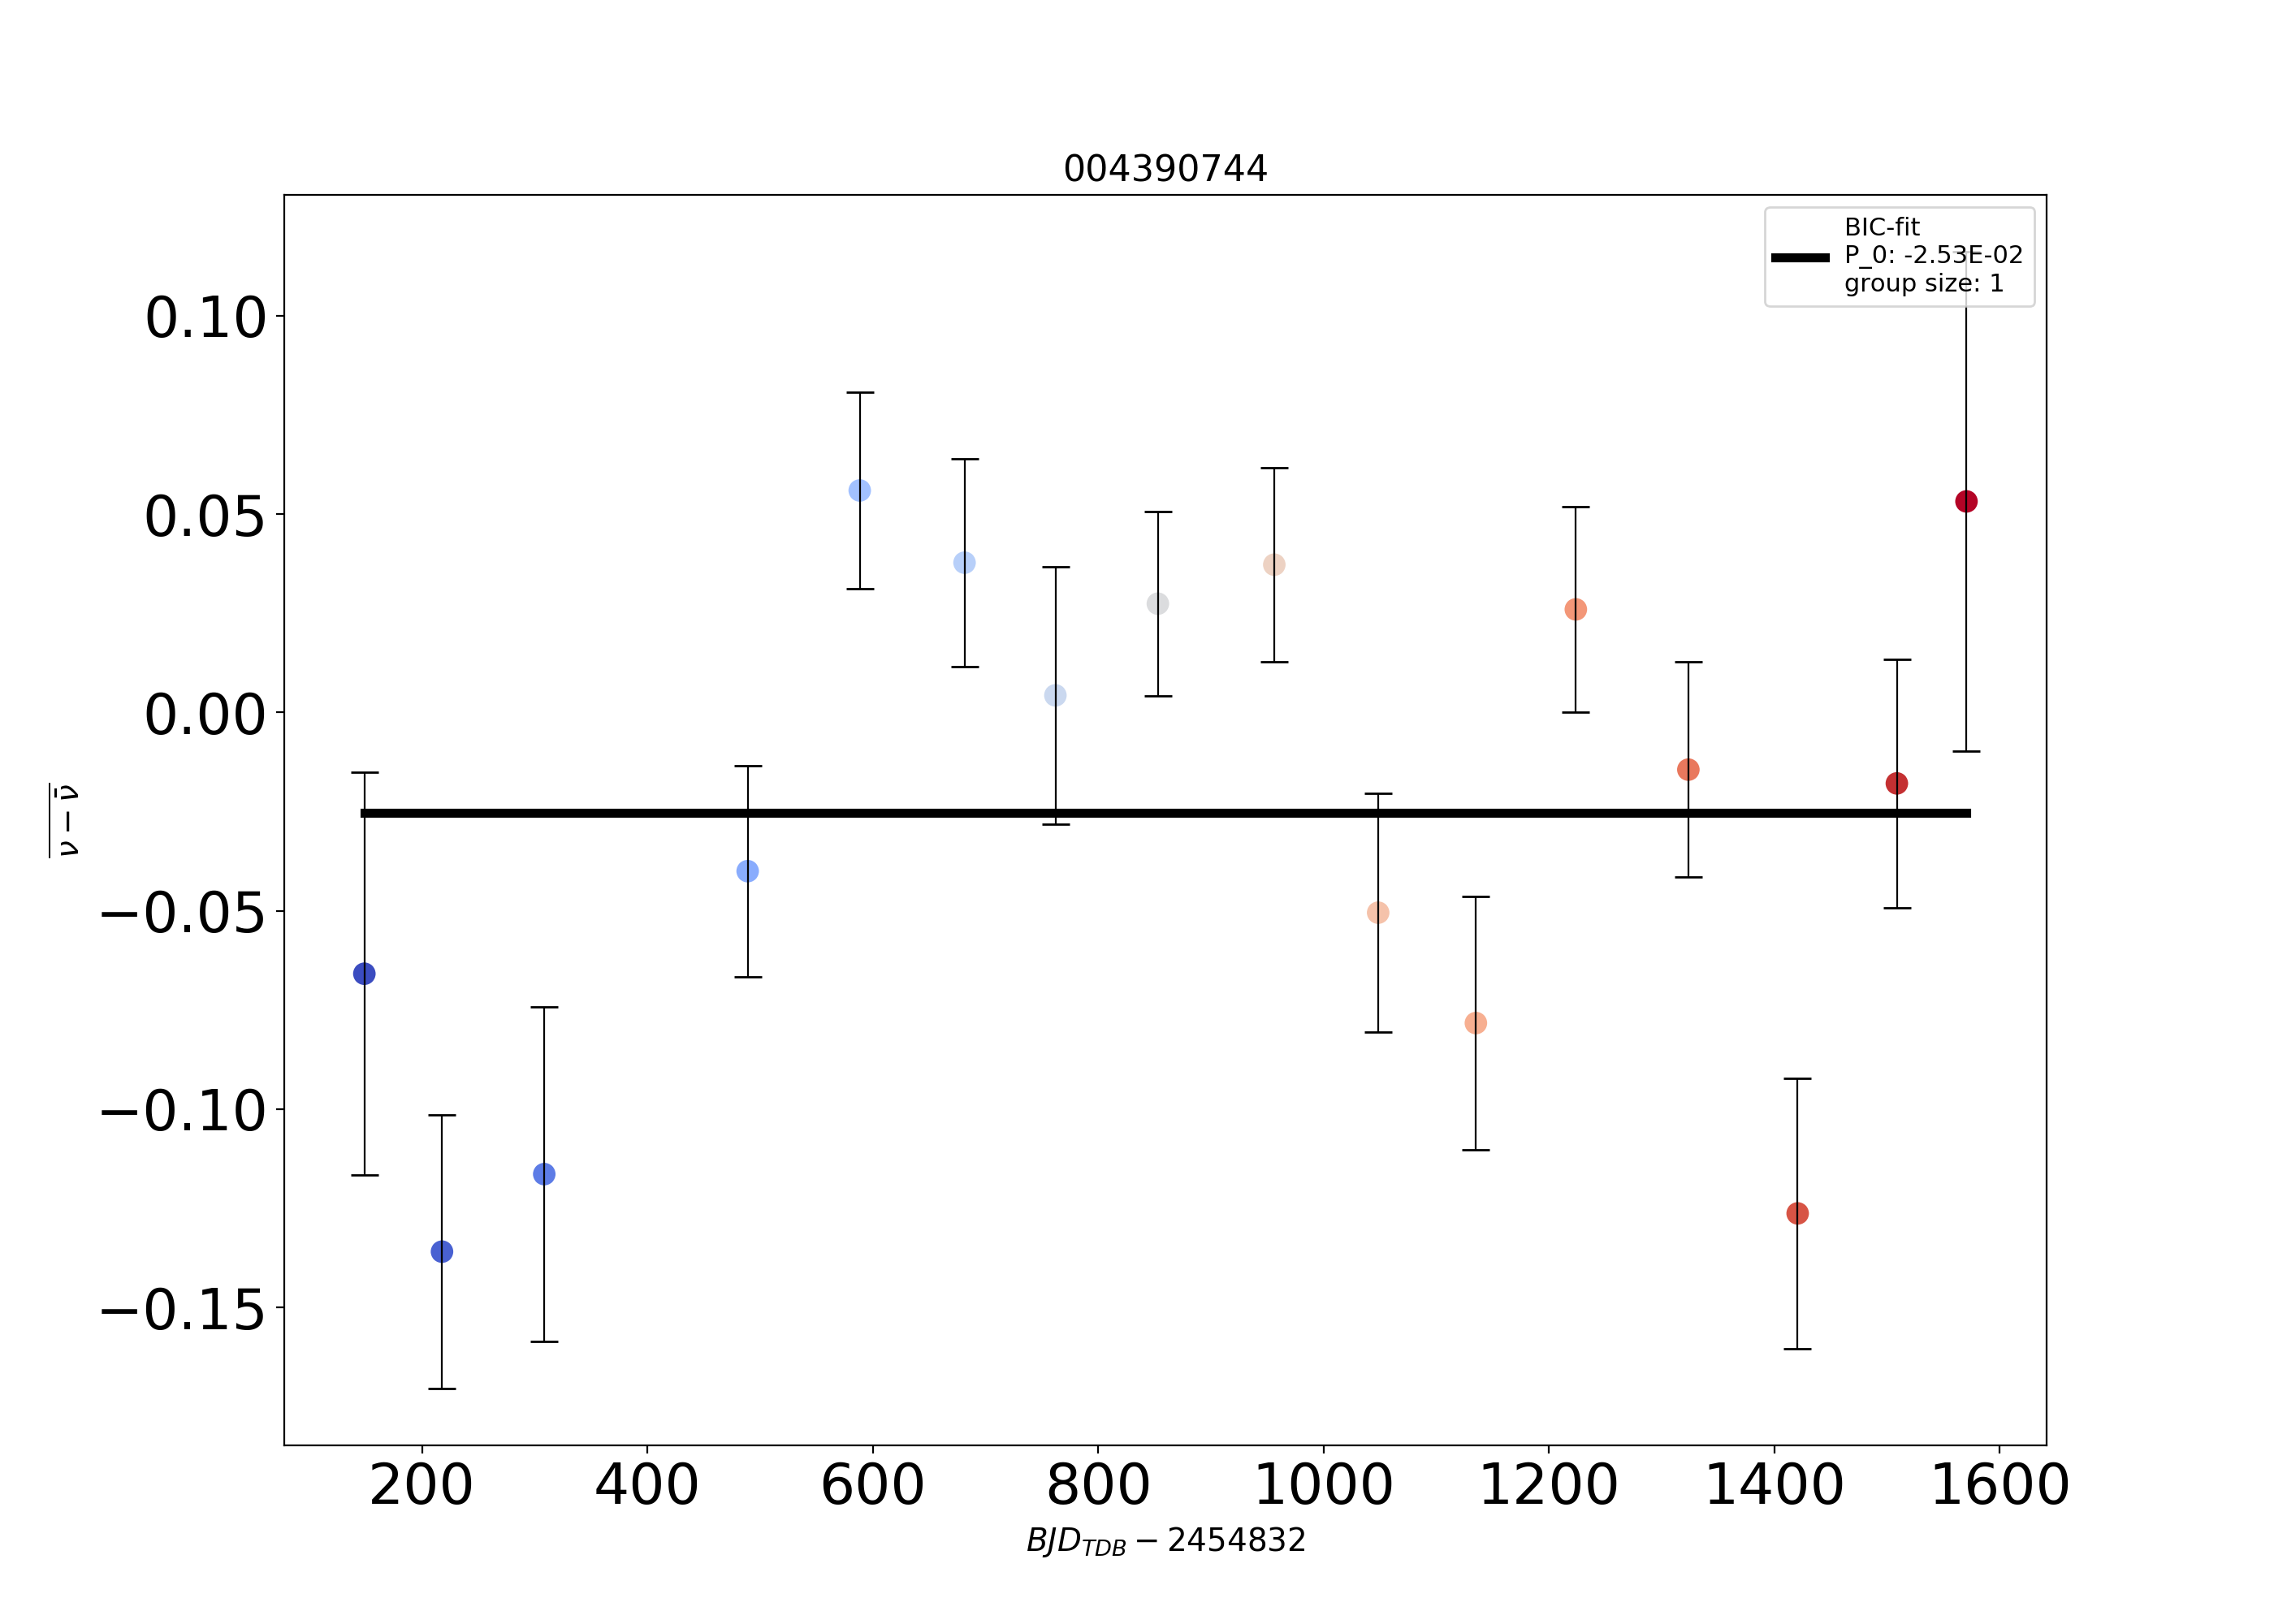 004390744
BIC-fit
P_0: -2.53E-02
group size: 1
0.10
0.05
0.00
−0.05
−0.10
−0.15
ν − ν̄
200 400 600 800 1000 1200 1400 1600
BJD_TDB − 2454832